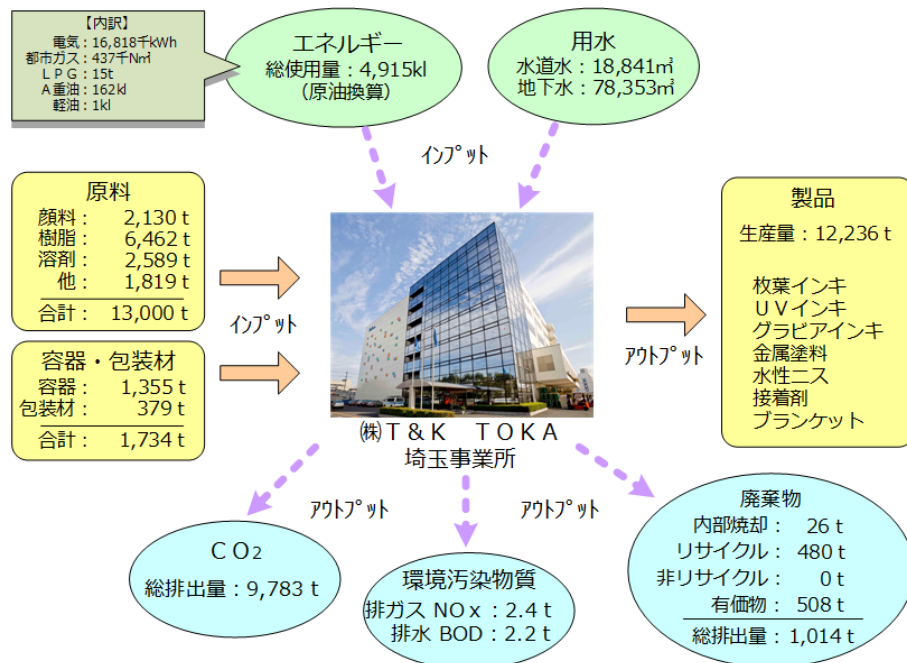 【内訳】
電気：16,818千kWh
都市ガス：437千N㎥
ＬＰＧ：15t
Ａ重油：162kl
軽油：1kl
エネルギー
総使用量：4,915kl
（原油換算）
用水
水道水：18,841㎥
地下水：78,353㎥
ｲﾝﾌﾟｯﾄ
原料
顔料： 2,130 t
樹脂： 6,462 t
溶剤： 2,589 t
他： 1,819 t
合計： 13,000 t
ｲﾝﾌﾟｯﾄ
容器・包装材
容器： 1,355 t
包装材： 379 t
合計： 1,734 t
㈱Ｔ＆Ｋ ＴＯＫＡ
埼玉事業所
ｱｳﾄﾌﾟｯﾄ
製品
生産量：12,236 t
枚葉インキ
ＵＶインキ
グラビアインキ
金属塗料
水性ニス
接着剤
ブランケット
ｱｳﾄﾌﾟｯﾄ
ｱｳﾄﾌﾟｯﾄ
ＣＯ2
総排出量：9,783 t
環境汚染物質
排ガス NOｘ：2.4 t
排水 BOD：2.2 t
廃棄物
内部焼却： 26 t
リサイクル： 480 t
非リサイクル： 0 t
有価物： 508 t
総排出量：1,014 t